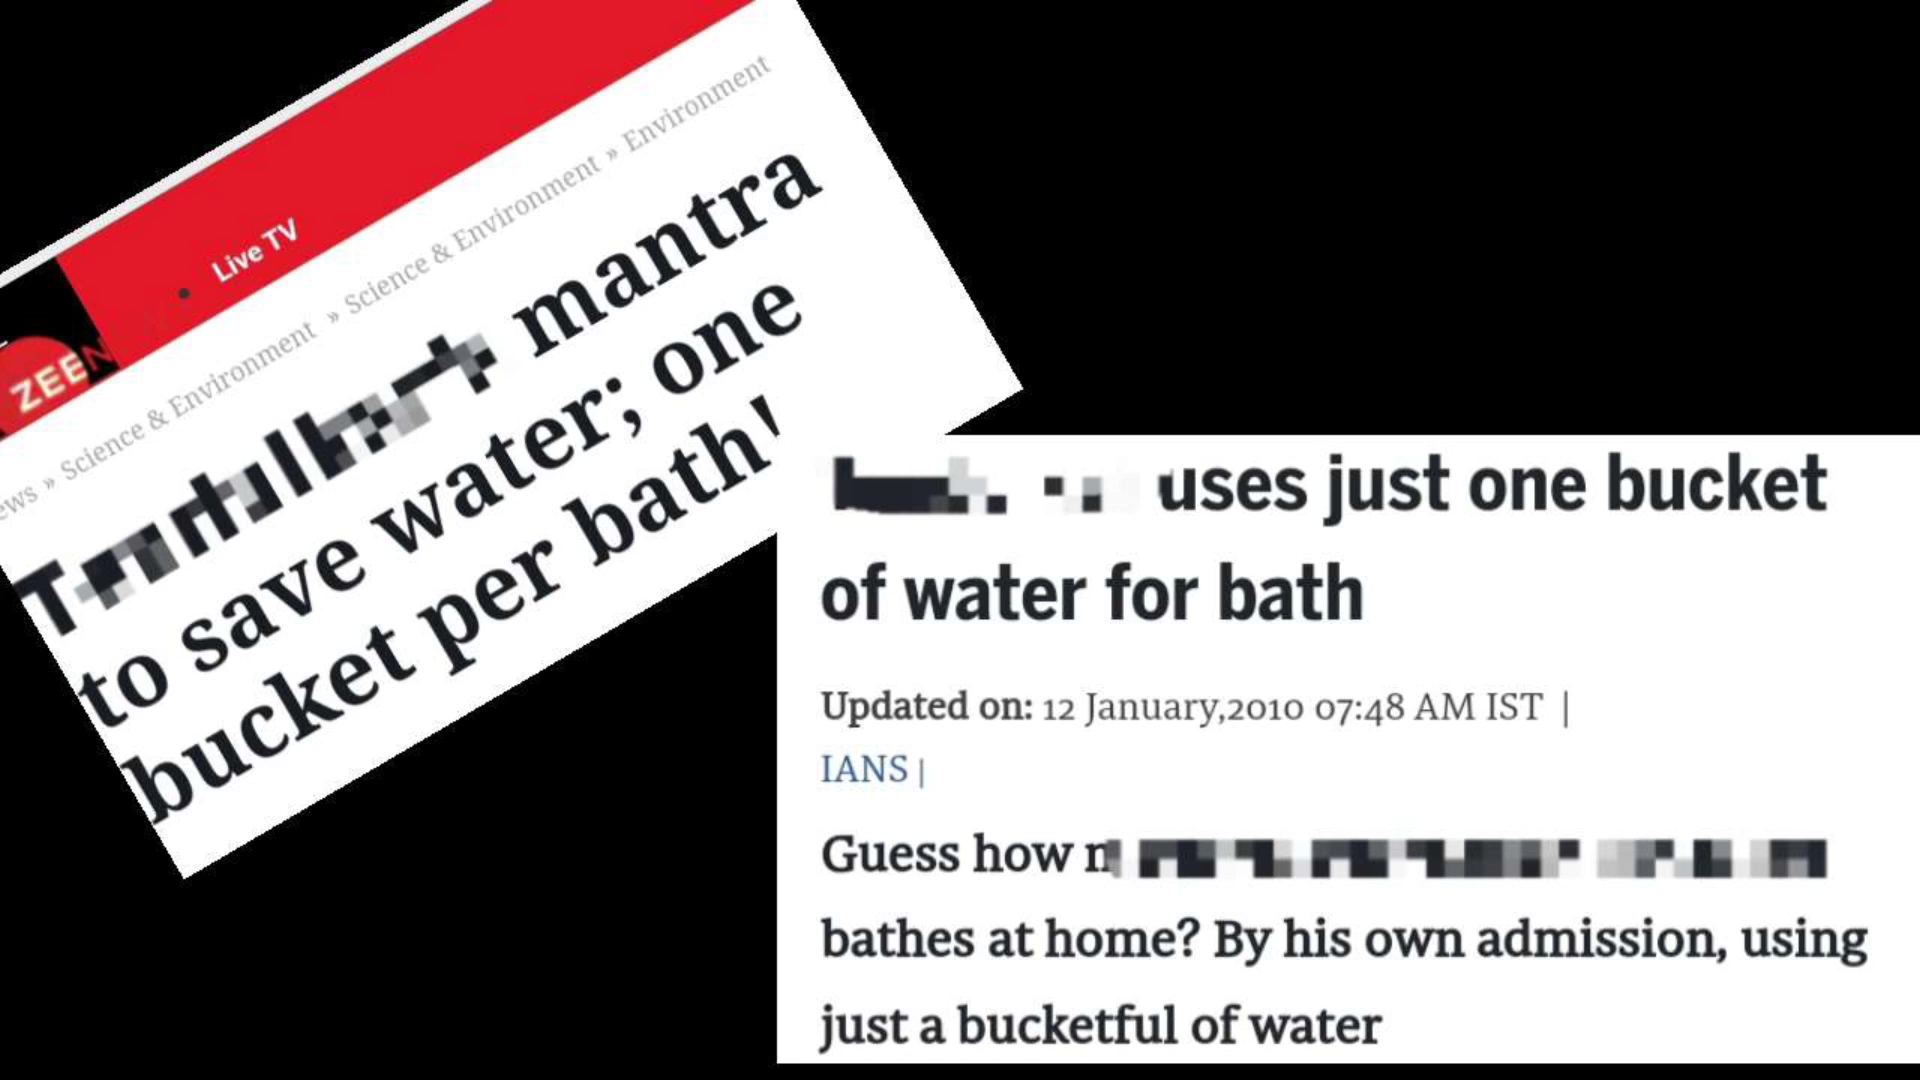 Live TV
ZEE
ews » Science & Environment » Science & Environment » Environment
mantra
to save water; one
bucket per bath!
uses just one bucket
of water for bath
Updated on: 12 January,2010 07:48 AM IST |
IANS |
Guess how
bathes at home? By his own admission, using
just a bucketful of water